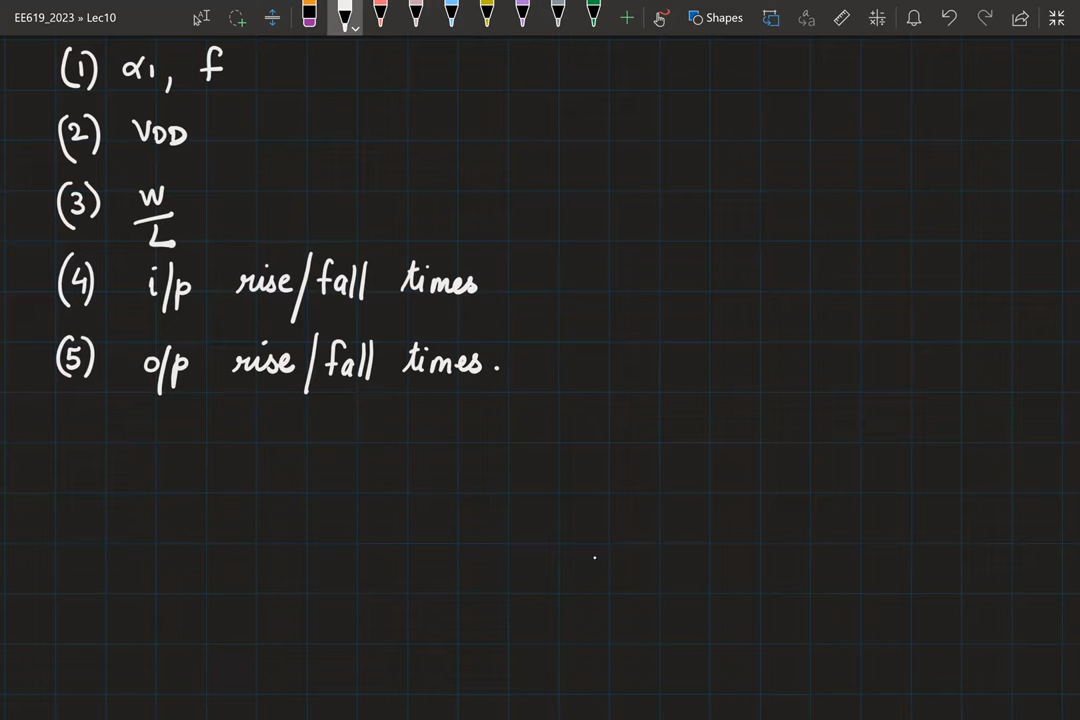 EE619_2023 » Lec10
Shapes
(1) α1, f
(2) VDD
(3) W/L
(4) i/p rise/fall times
(5) o/p rise/fall times.